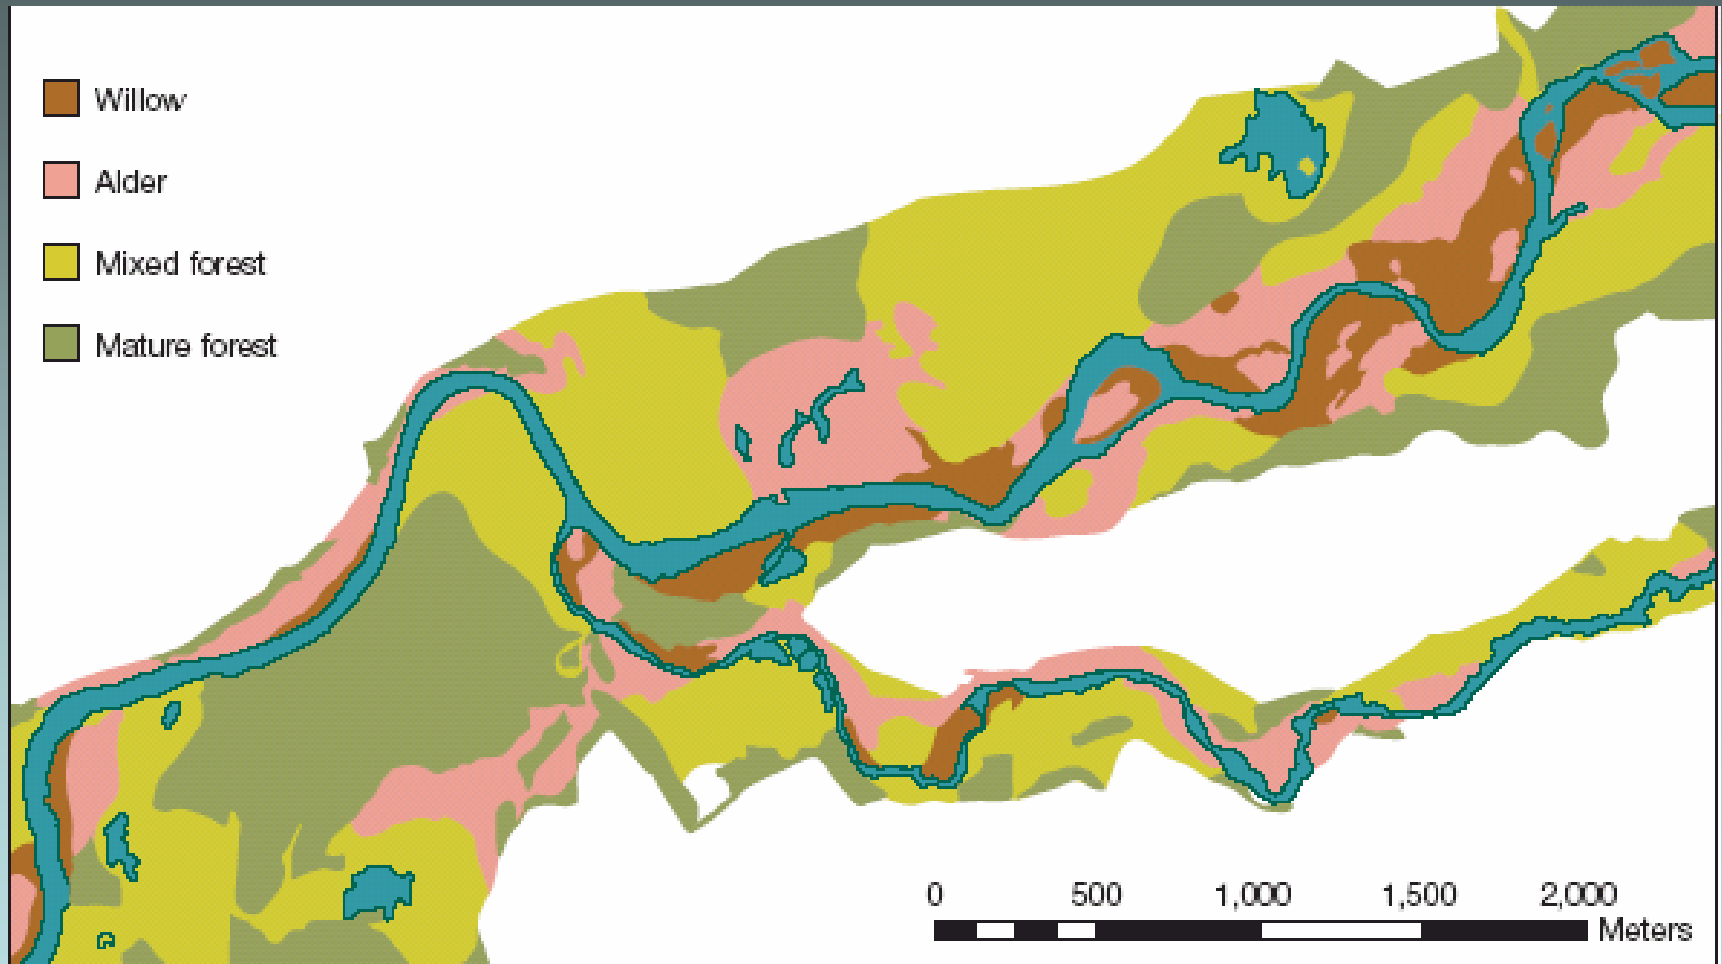 Willow
Alder
Mixed forest
Mature forest
0 500 1,000 1,500 2,000
Meters